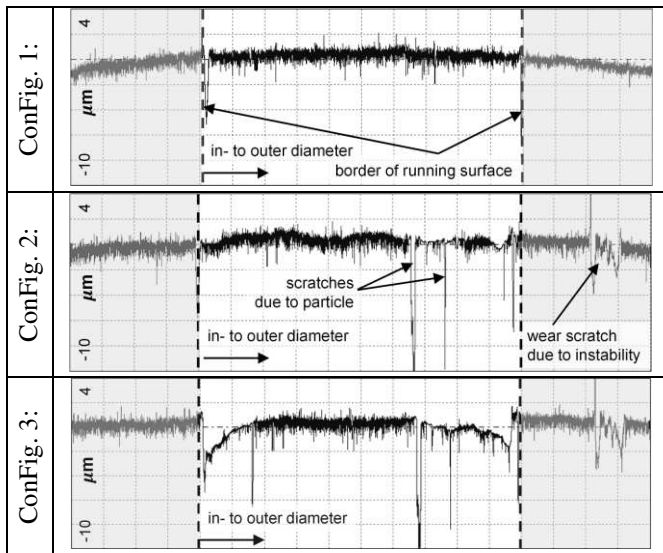 ConFig. 1:
4
μm
-10
in- to outer diameter
border of running surface
ConFig. 2:
4
μm
-10
scratches
due to particle
in- to outer diameter
wear scratch
due to instability
ConFig. 3:
4
μm
-10
in- to outer diameter